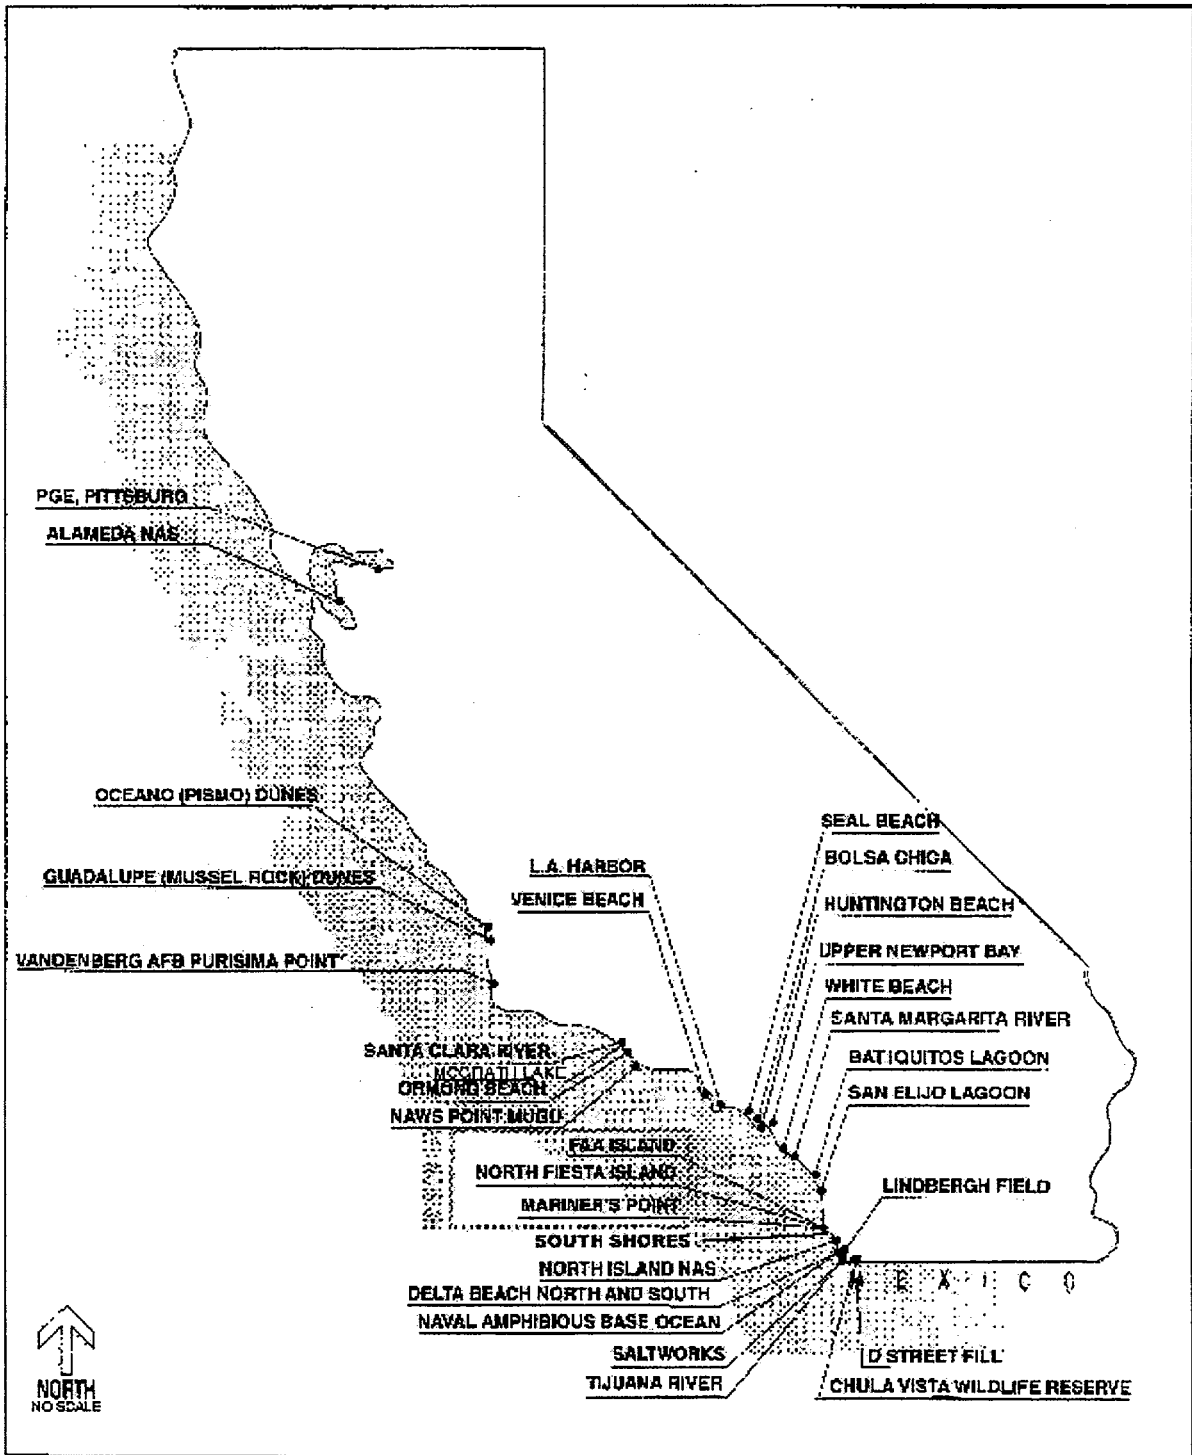 PGE, PITTSBURG
ALAMEDA NAS
OCEANO (PISMO) DUNES
GUADALUPE (MUSSEL ROCK) DUNES
VANDENBERG AFB PURISIMA POINT
SANTA CLARA RIVER
MCGRATH LAKE
ORMOND BEACH
NAWS POINT MUGU
L.A. HARBOR
VENICE BEACH
SEAL BEACH
BOLSA CHICA
HUNTINGTON BEACH
UPPER NEWPORT BAY
WHITE BEACH
SANTA MARGARITA RIVER
BATIQUITOS LAGOON
SAN ELIJO LAGOON
FAA ISLAND
NORTH FIESTA ISLAND
MARINER'S POINT
SOUTH SHORES
NORTH ISLAND NAS
DELTA BEACH NORTH AND SOUTH
NAVAL AMPHIBIOUS BASE OCEAN
SALTWORKS
TIJUANA RIVER
LINDBERGH FIELD
MEXICO
D STREET FILL
CHULA VISTA WILDLIFE RESERVE
NORTH
NO SCALE